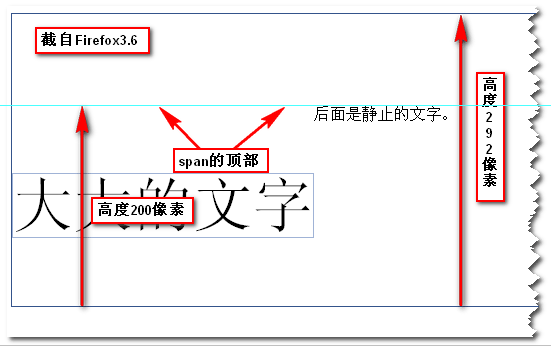 截自Firefox3.6
后面是静止的文字。
span的顶部
大大的文字
高度200像素
高度292像素